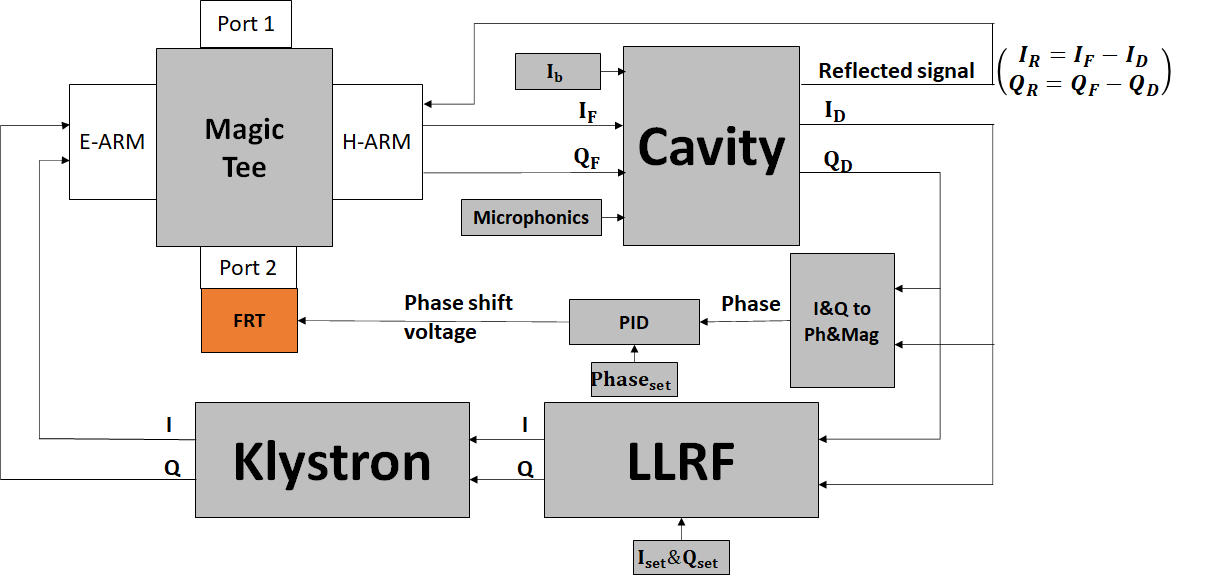 Port 1
E-ARM
Magic
Tee
H-ARM
Port 2
FRT
I_b
I_F
Q_F
Microphonics
Cavity
Reflected signal
I_D
Q_D
I_R = I_F − I_D
Q_R = Q_F − Q_D
Phase shift
voltage
PID
Phase
I&Q to
Ph&Mag
Phase_set
I
Q
Klystron
I
Q
LLRF
I_set&Q_set